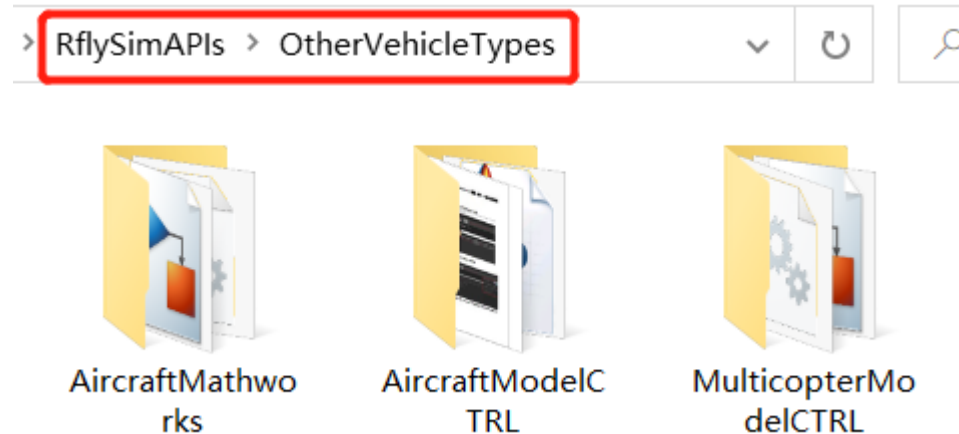 > RflySimAPIs > OtherVehicleTypes
AircraftMathwo
rks
AircraftModelC
TRL
MulticopterMo
delCTRL